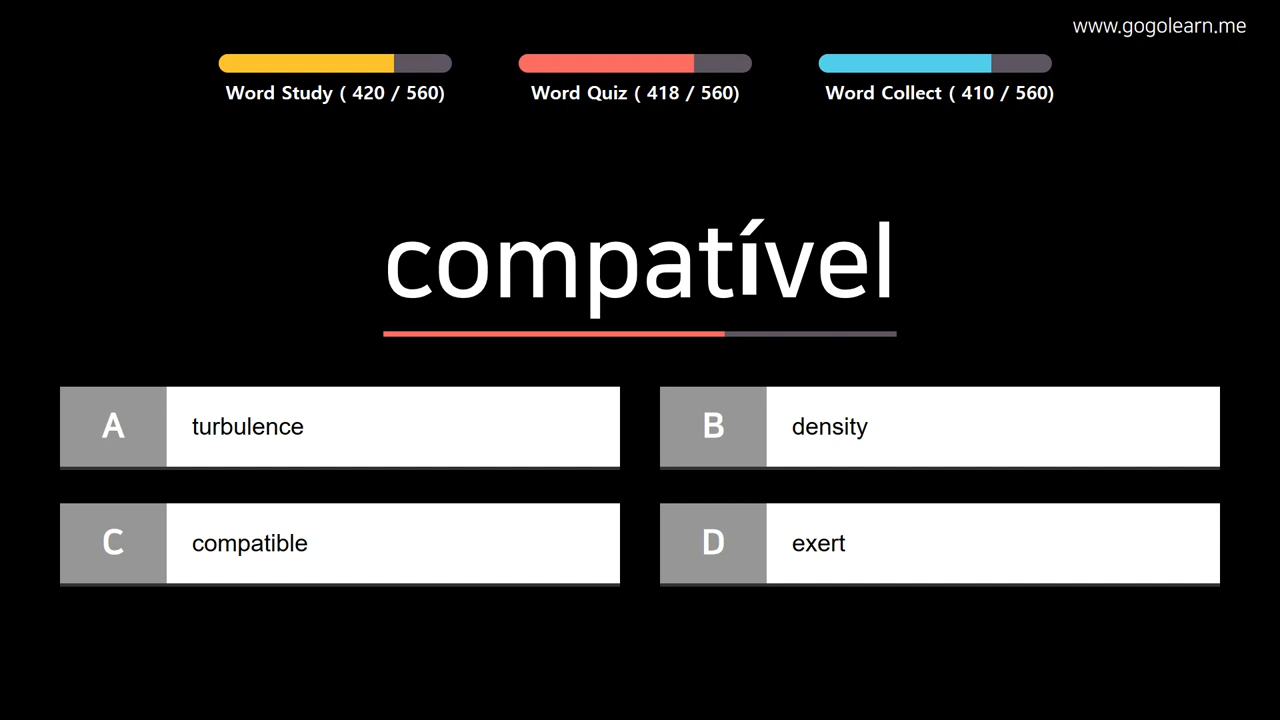 www.gogolearn.me
Word Study ( 420 / 560)
Word Quiz ( 418 / 560)
Word Collect ( 410 / 560)
compatível
A turbulence
B density
C compatible
D exert